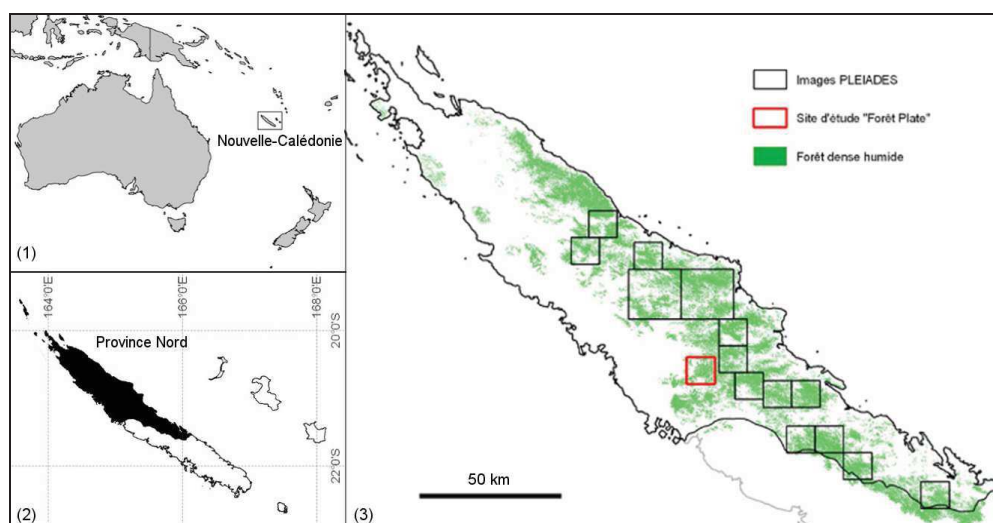 Nouvelle-Calédonie
(1)
164°0'E
166°0'E
168°0'E
20°0'S
Province Nord
22°0'S
(2)
Images PLEIADES
Site d'étude "Forêt Plate"
Forêt dense humide
50 km
(3)